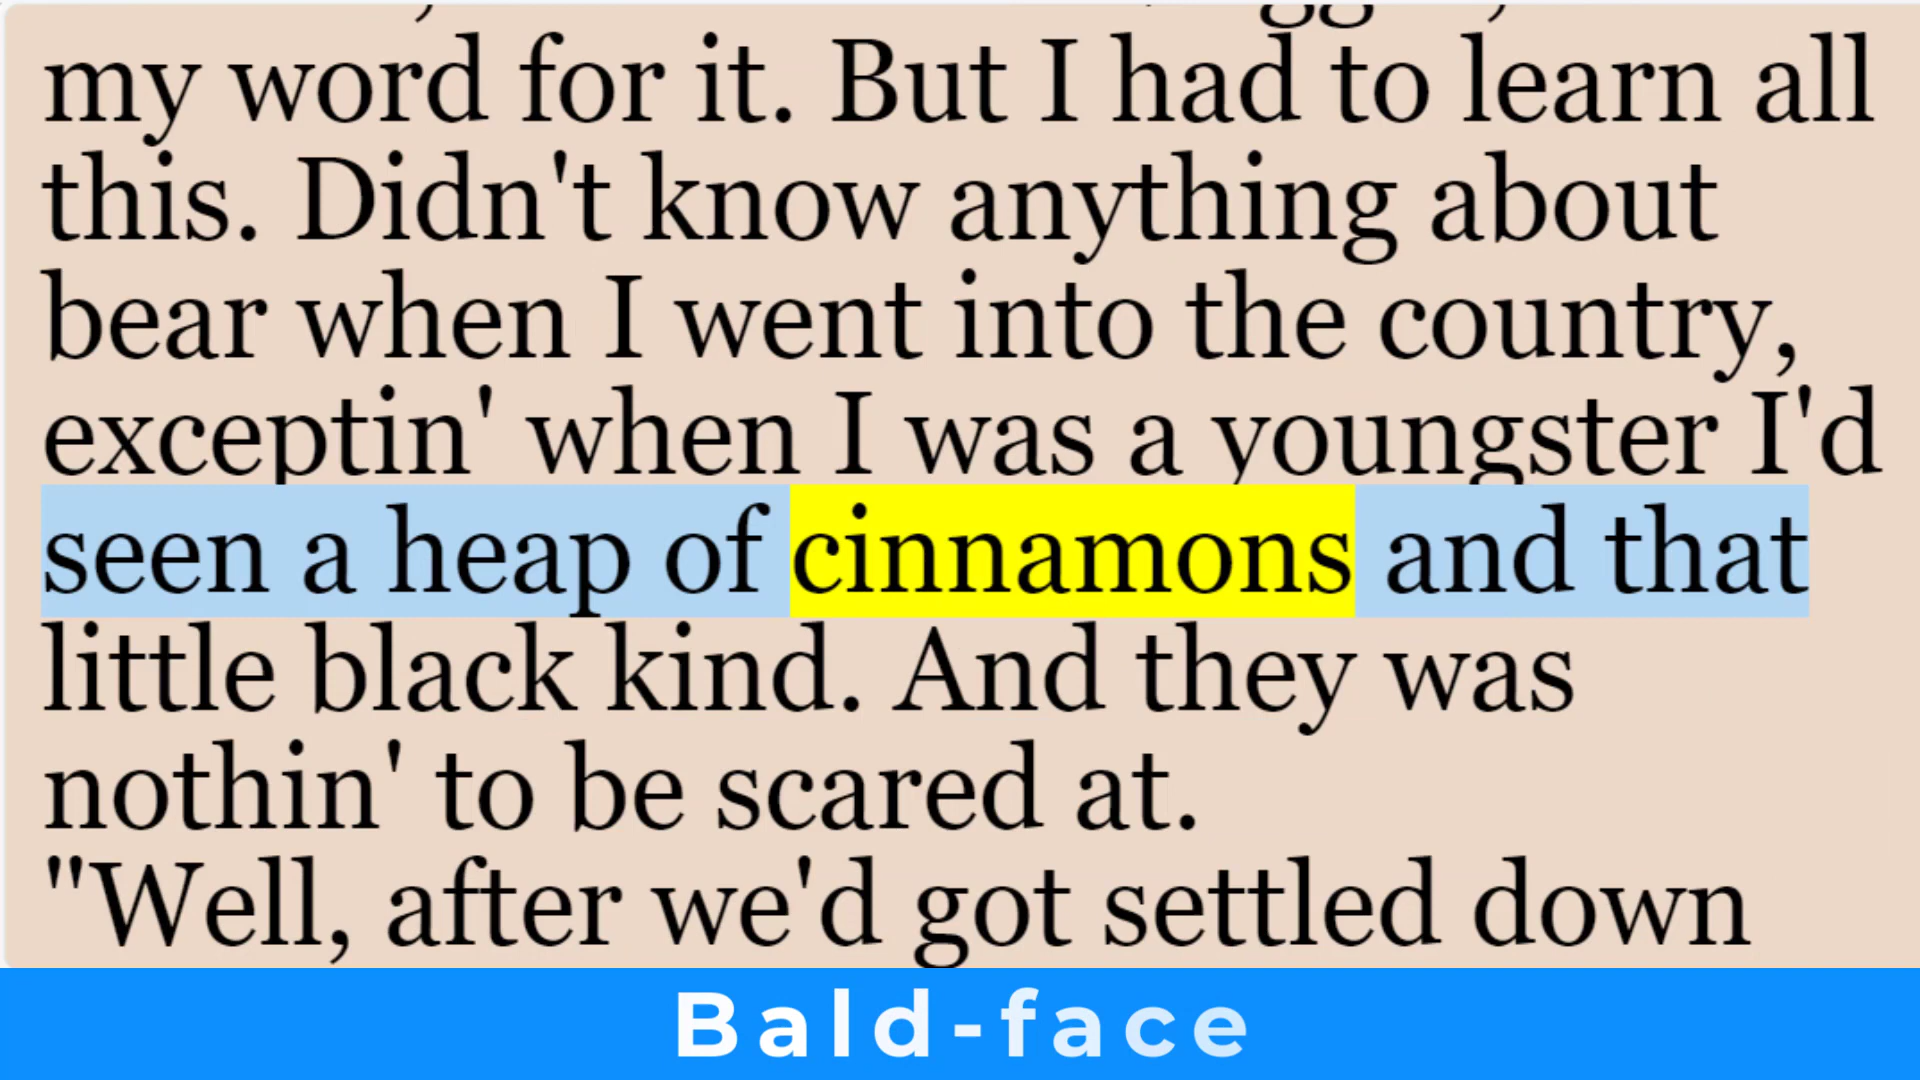 my word for it. But I had to learn all
this. Didn't know anything about
bear when I went into the country,
exceptin' when I was a youngster I'd
seen a heap of cinnamons and that
little black kind. And they was
nothin' to be scared at.
"Well, after we'd got settled down
Bald-face